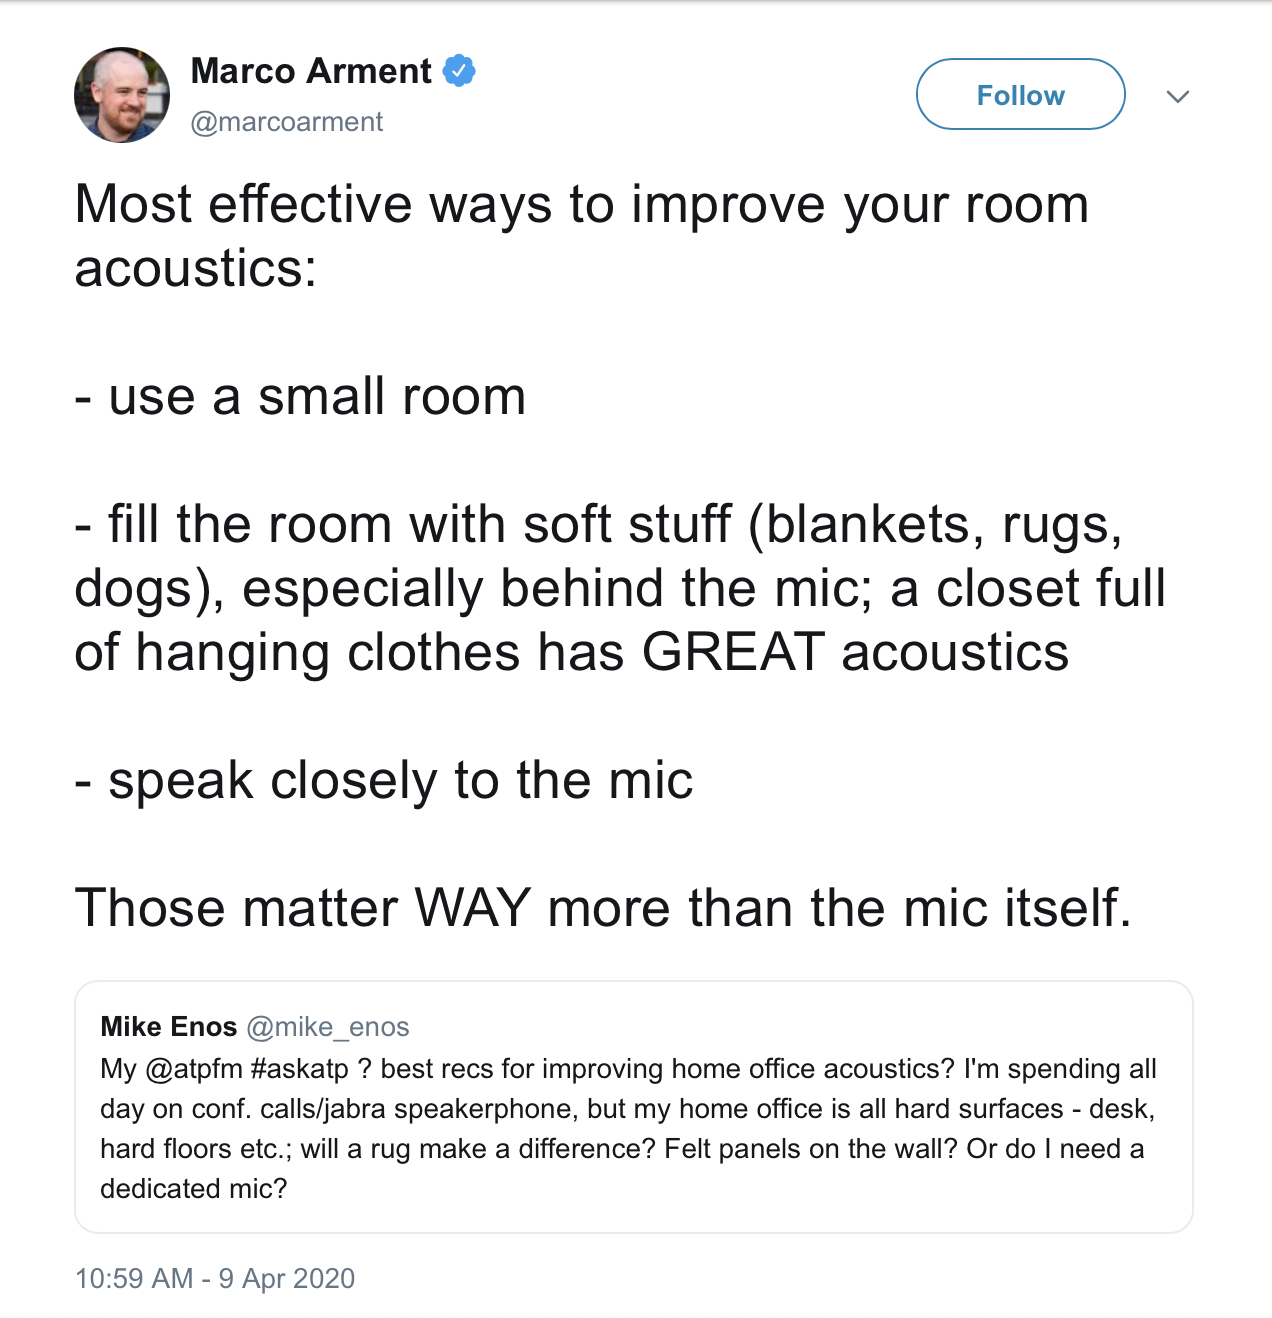 Marco Arment
@marcoarment
Follow
Most effective ways to improve your room
acoustics:
- use a small room
- fill the room with soft stuff (blankets, rugs,
dogs), especially behind the mic; a closet full
of hanging clothes has GREAT acoustics
- speak closely to the mic
Those matter WAY more than the mic itself.
Mike Enos @mike_enos
My @atpfm #askatp ? best recs for improving home office acoustics? I'm spending all
day on conf. calls/jabra speakerphone, but my home office is all hard surfaces - desk,
hard floors etc.; will a rug make a difference? Felt panels on the wall? Or do I need a
dedicated mic?
10:59 AM - 9 Apr 2020